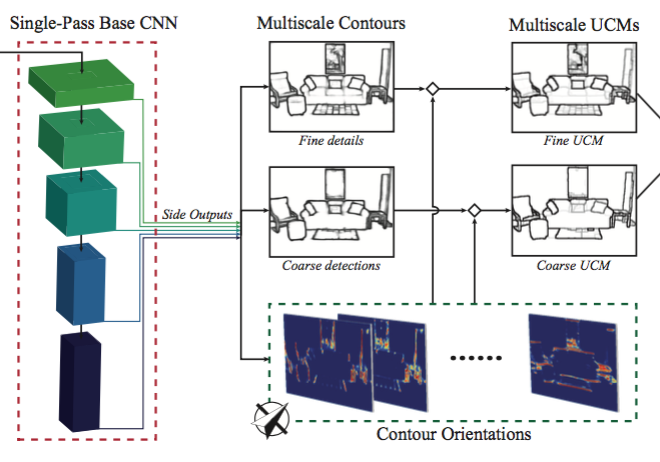 Single-Pass Base CNN
Multiscale Contours
Multiscale UCMs
Fine details
Fine UCM
Side Outputs
Coarse detections
Coarse UCM
Contour Orientations